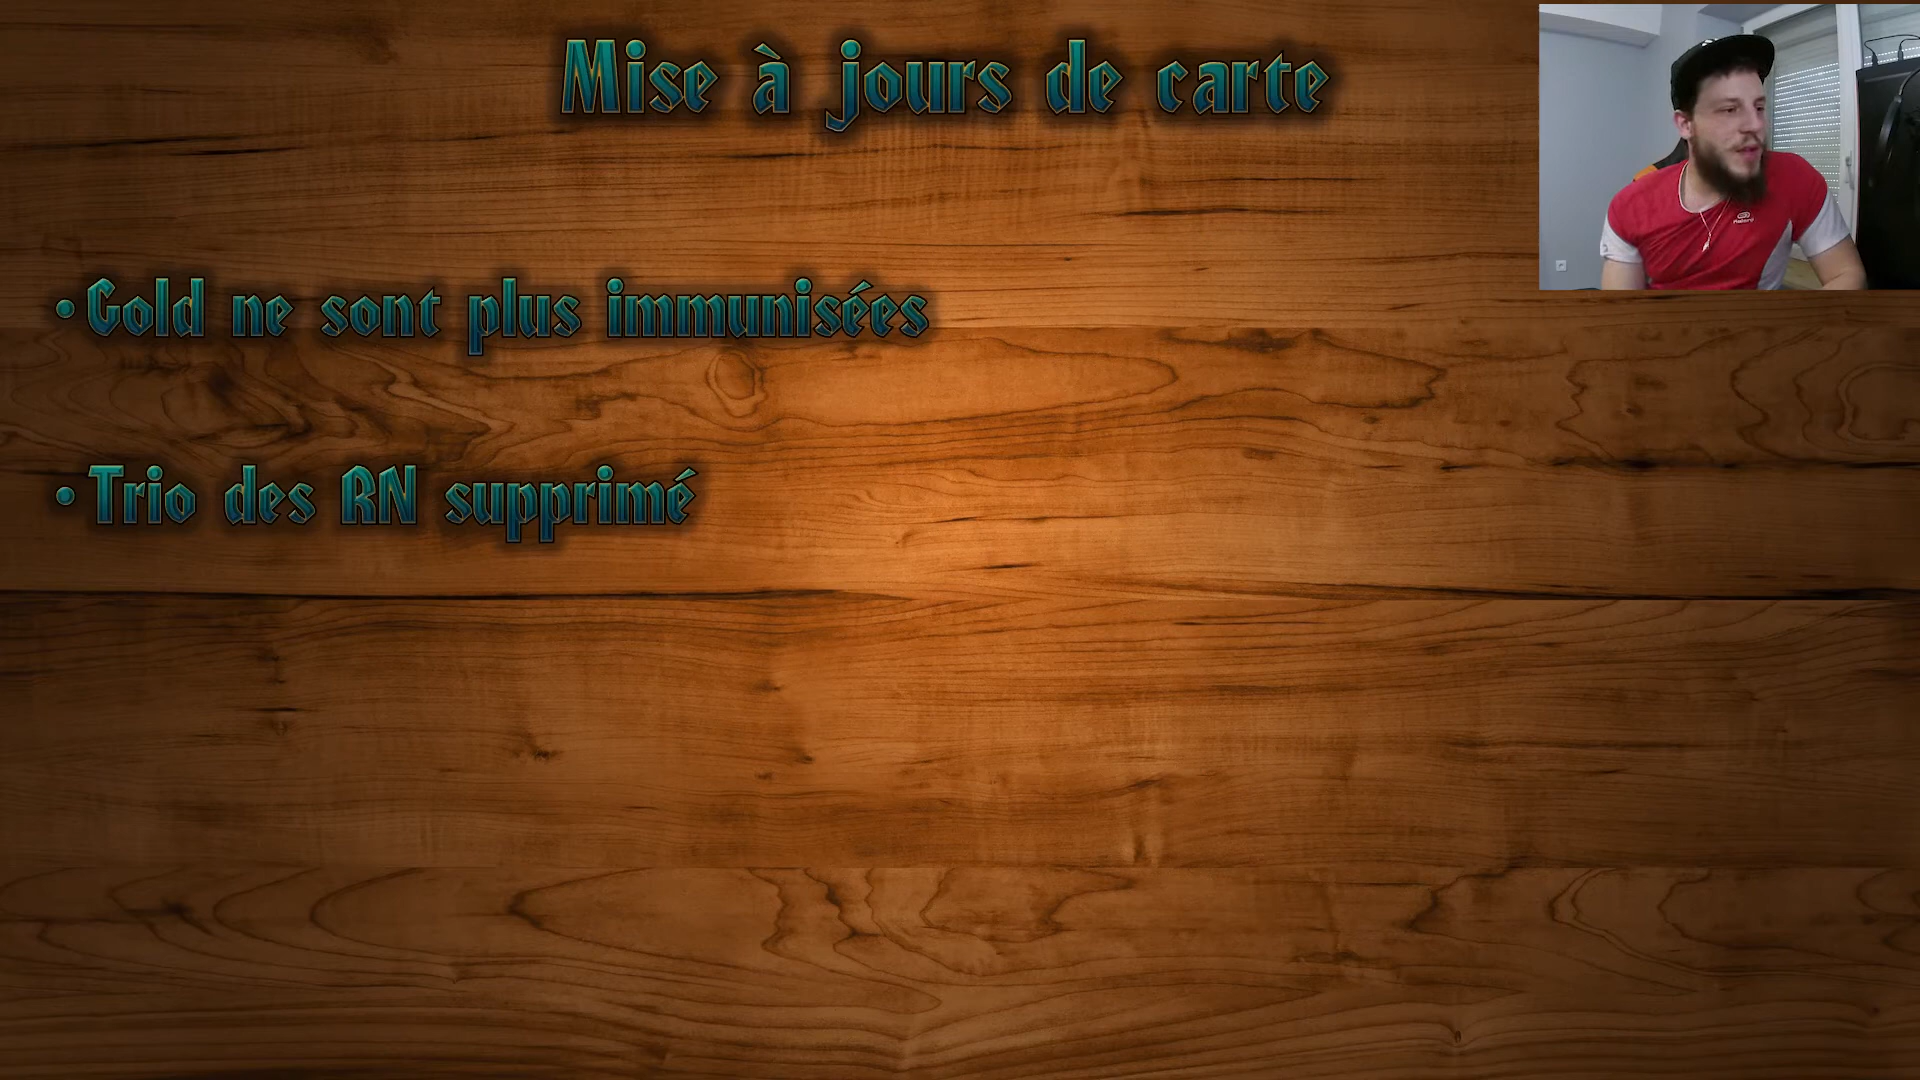 Mise à jours de carte
• Gold ne sont plus immunisées
• Trio des RN supprimé